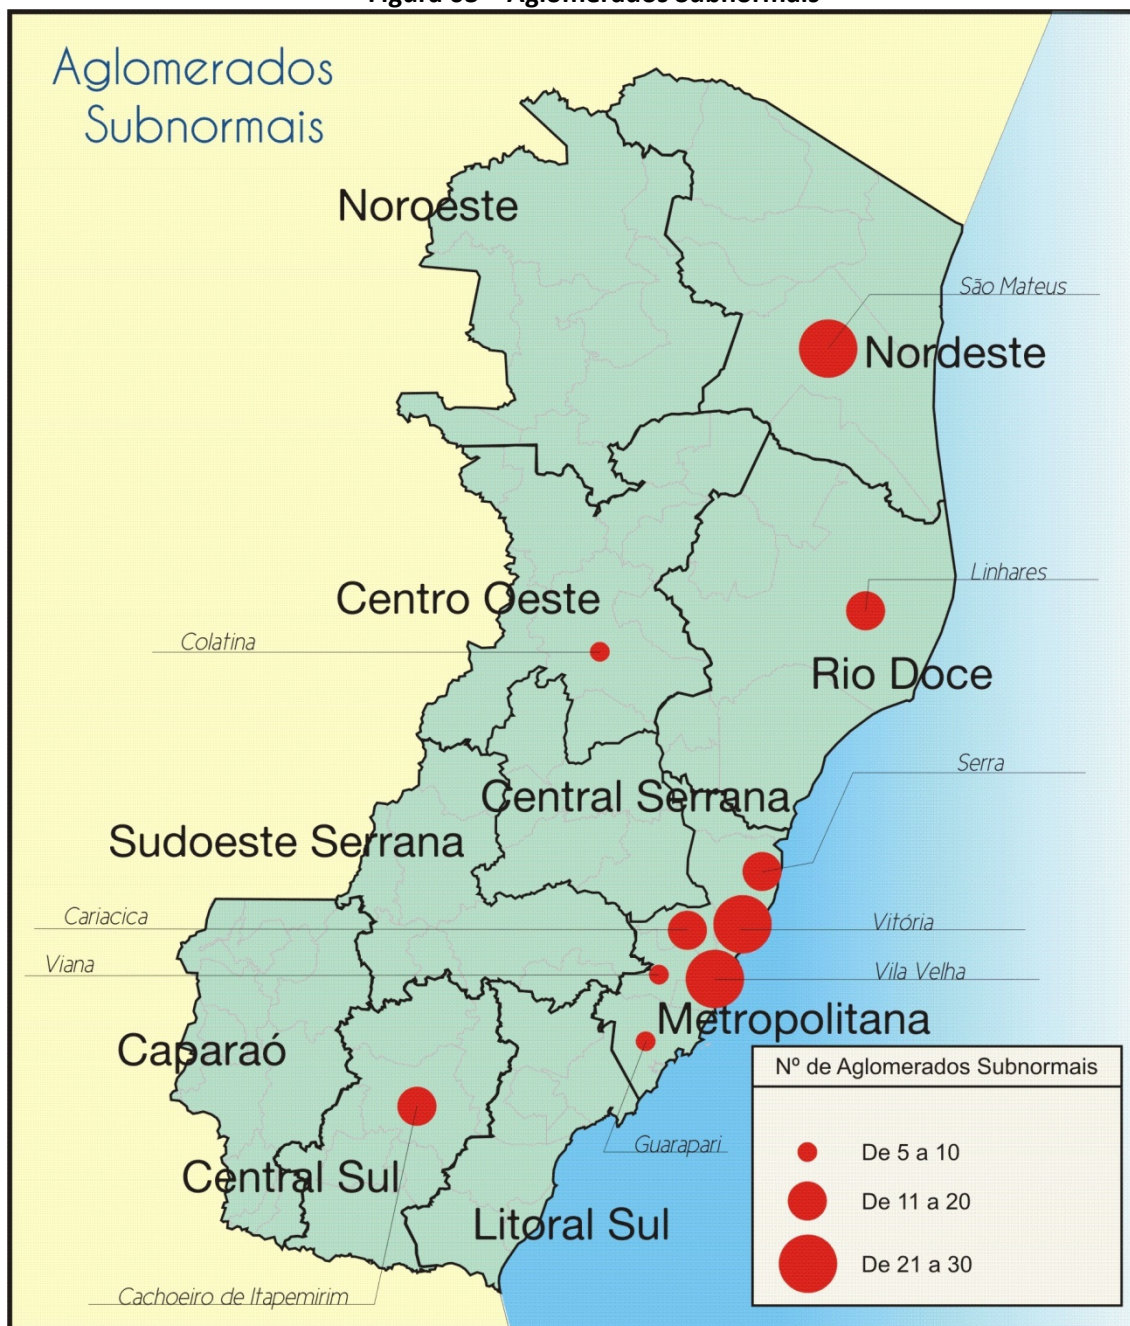 Aglomerados
Subnormais
Noroeste
São Mateus
Nordeste
Linhares
Centro Oeste
Colatina
Rio Doce
Serra
Central Serrana
Sudoeste Serrana
Cariacica
Vitória
Viana
Vila Velha
Metropolitana
Caparaó
Nº de Aglomerados Subnormais
Guarapari
De 5 a 10
Central Sul
De 11 a 20
Litoral Sul
De 21 a 30
Cachoeiro de Itapemirim